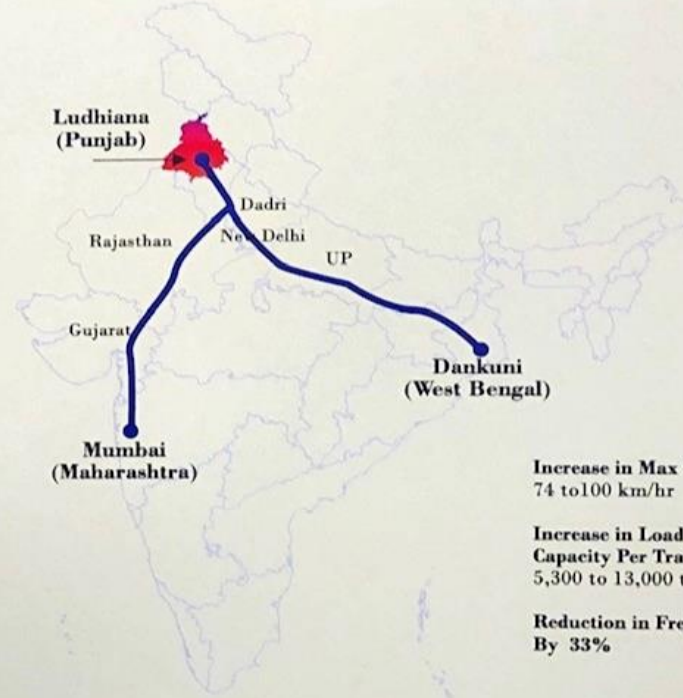 Ludhiana
(Punjab)
Dadri
New Delhi
Rajasthan
UP
Gujarat
Dankuni
(West Bengal)
Mumbai
(Maharashtra)
Increase in Max
74 to100 km/hr
Increase in Load
Capacity Per Tra
5,300 to 13,000 t
Reduction in Fre
By 33%